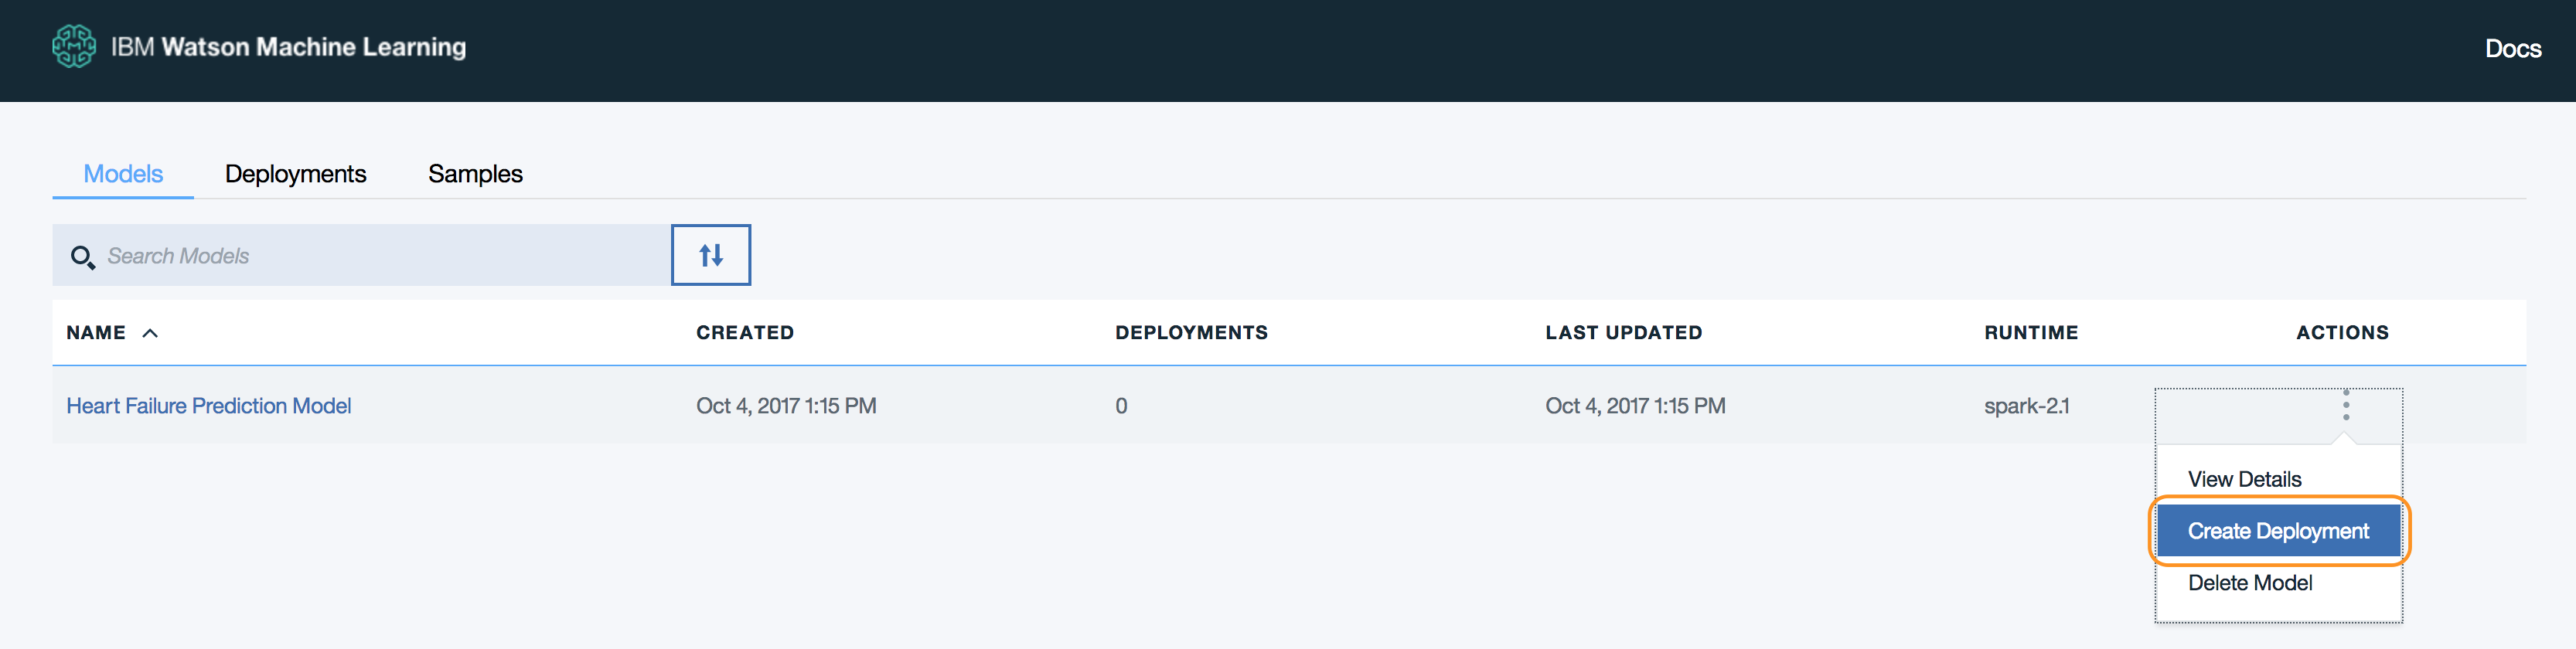 IBM Watson Machine Learning
Docs
Models Deployments Samples
Search Models
NAME CREATED DEPLOYMENTS LAST UPDATED RUNTIME ACTIONS
Heart Failure Prediction Model Oct 4, 2017 1:15 PM 0 Oct 4, 2017 1:15 PM spark-2.1
View Details
Create Deployment
Delete Model